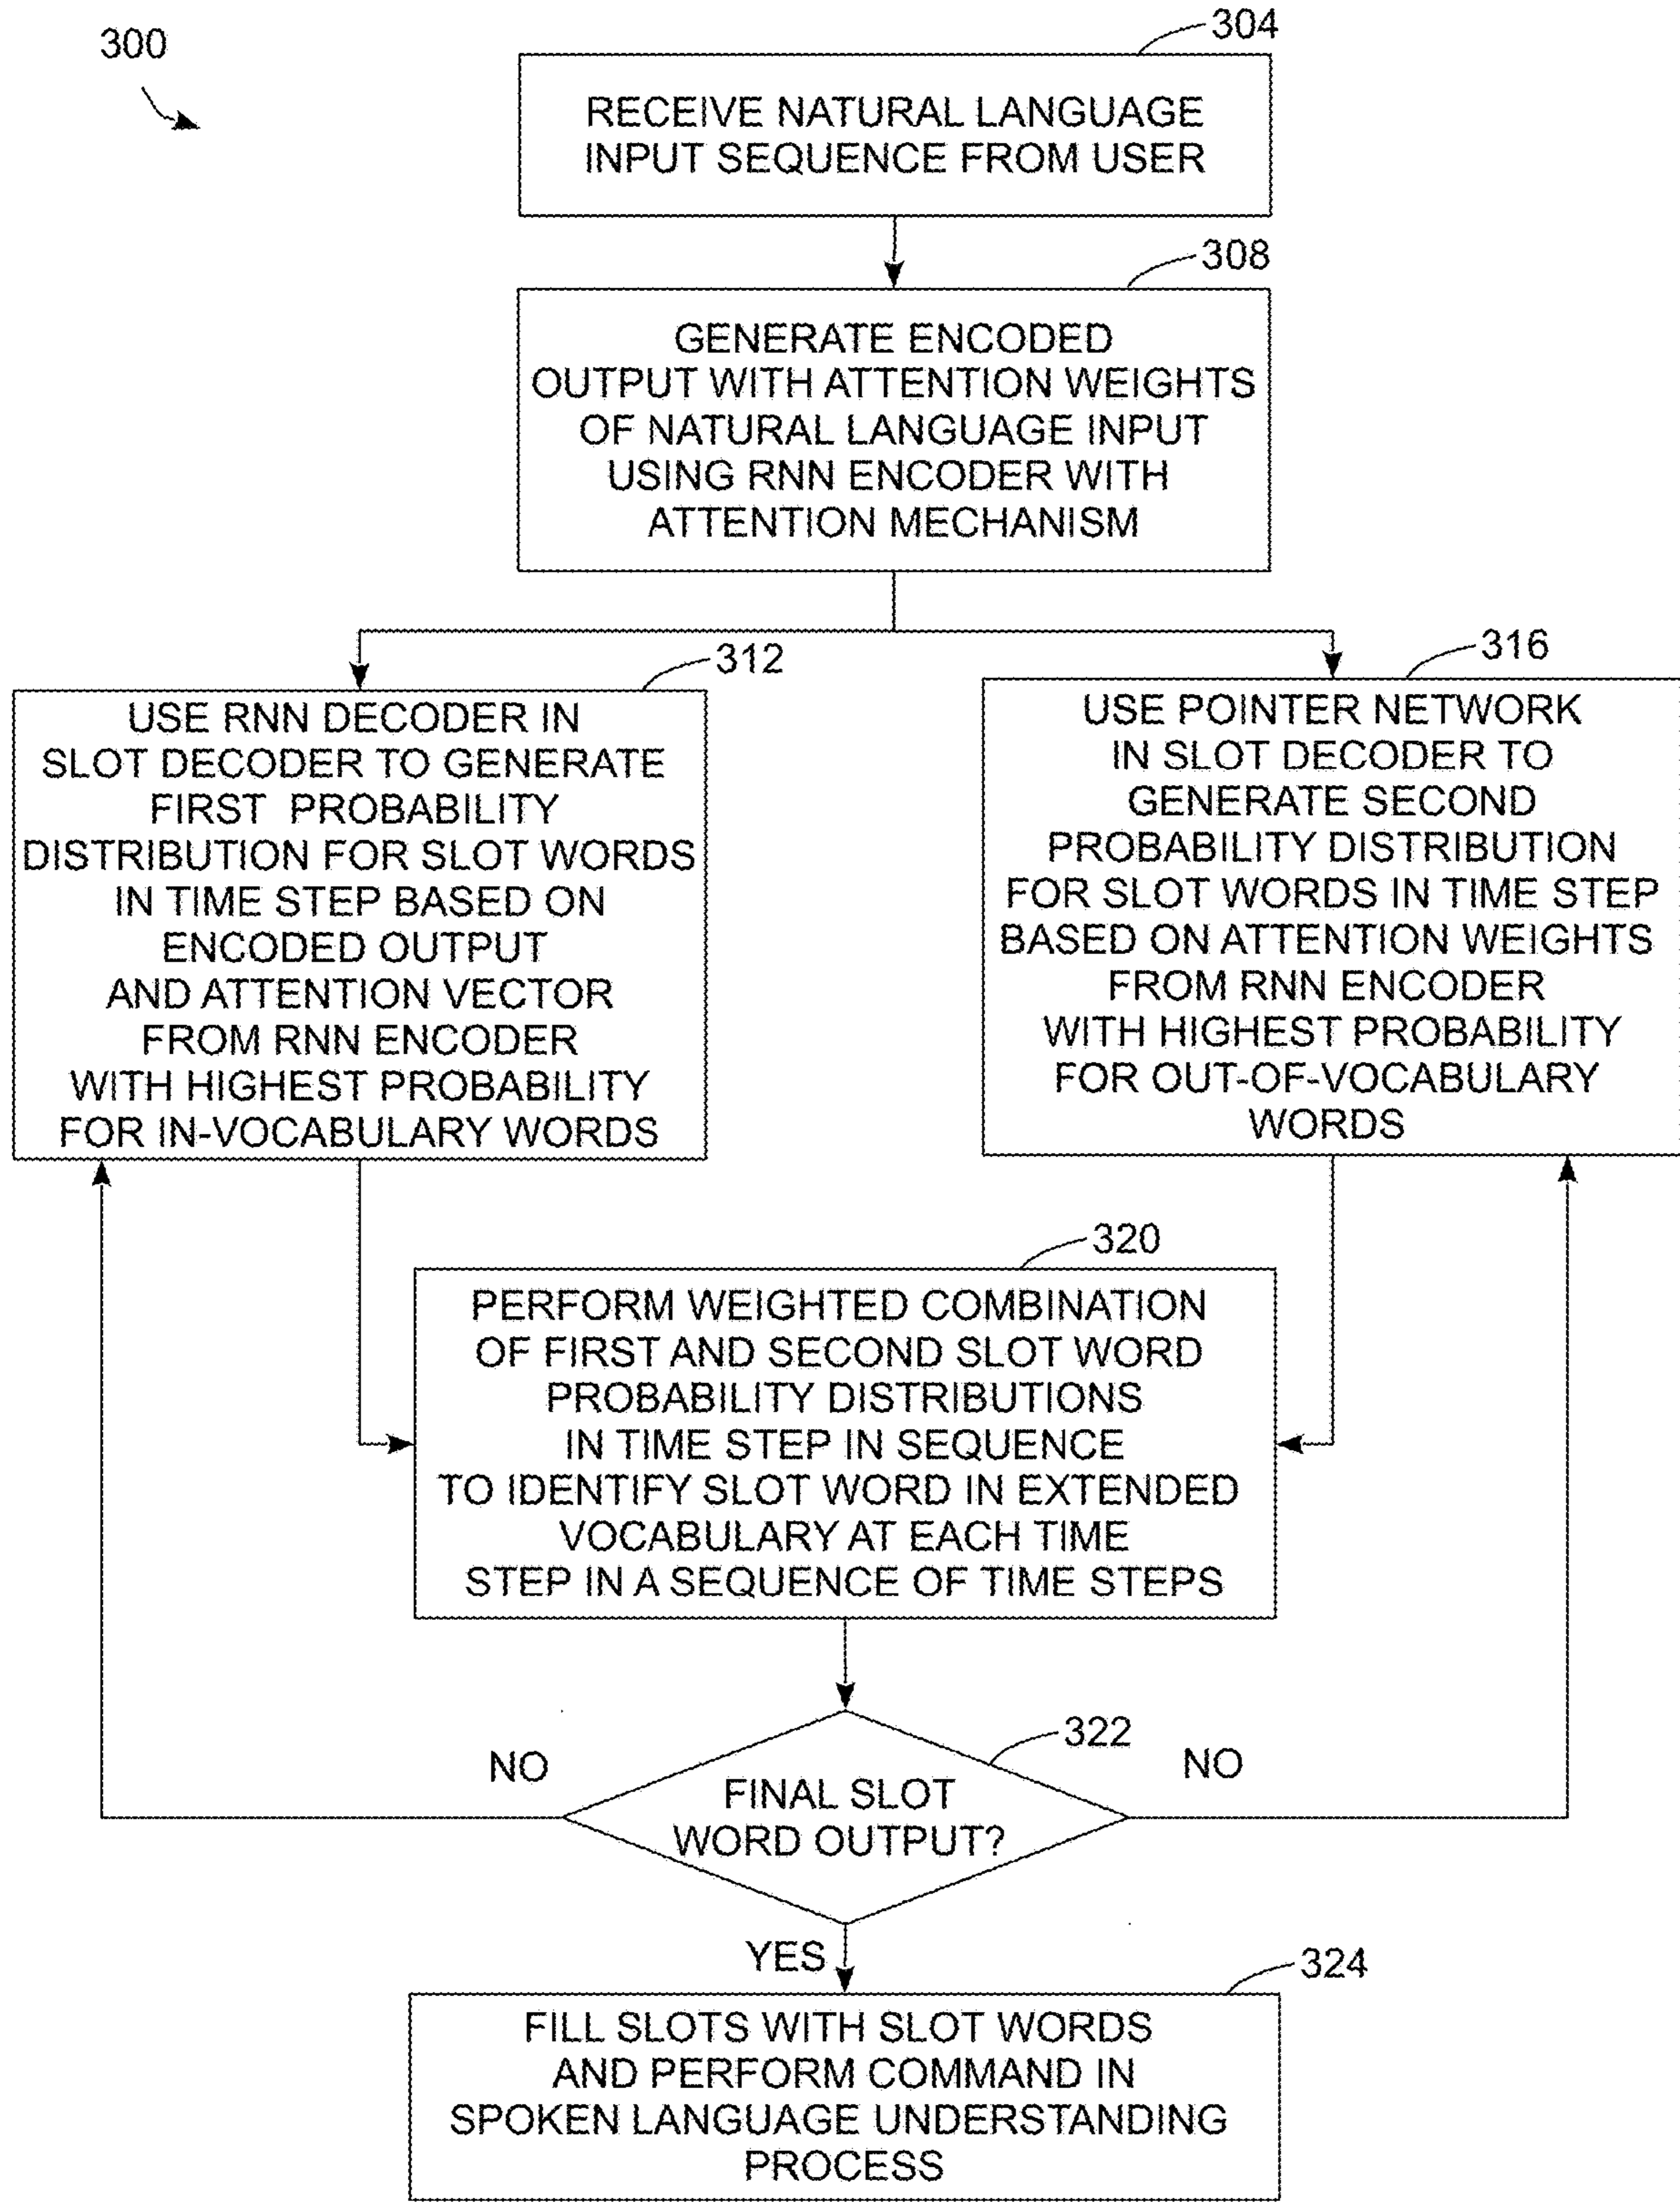 300
304
RECEIVE NATURAL LANGUAGE
INPUT SEQUENCE FROM USER
308
GENERATE ENCODED
OUTPUT WITH ATTENTION WEIGHTS
OF NATURAL LANGUAGE INPUT
USING RNN ENCODER WITH
ATTENTION MECHANISM
312
USE RNN DECODER IN
SLOT DECODER TO GENERATE
FIRST PROBABILITY
DISTRIBUTION FOR SLOT WORDS
IN TIME STEP BASED ON
ENCODED OUTPUT
AND ATTENTION VECTOR
FROM RNN ENCODER
WITH HIGHEST PROBABILITY
FOR IN-VOCABULARY WORDS
316
USE POINTER NETWORK
IN SLOT DECODER TO
GENERATE SECOND
PROBABILITY DISTRIBUTION
FOR SLOT WORDS IN TIME STEP
BASED ON ATTENTION WEIGHTS
FROM RNN ENCODER
WITH HIGHEST PROBABILITY
FOR OUT-OF-VOCABULARY
WORDS
320
PERFORM WEIGHTED COMBINATION
OF FIRST AND SECOND SLOT WORD
PROBABILITY DISTRIBUTIONS
IN TIME STEP IN SEQUENCE
TO IDENTIFY SLOT WORD IN EXTENDED
VOCABULARY AT EACH TIME
STEP IN A SEQUENCE OF TIME STEPS
322
NO
NO
FINAL SLOT
WORD OUTPUT?
YES
324
FILL SLOTS WITH SLOT WORDS
AND PERFORM COMMAND IN
SPOKEN LANGUAGE UNDERSTANDING
PROCESS